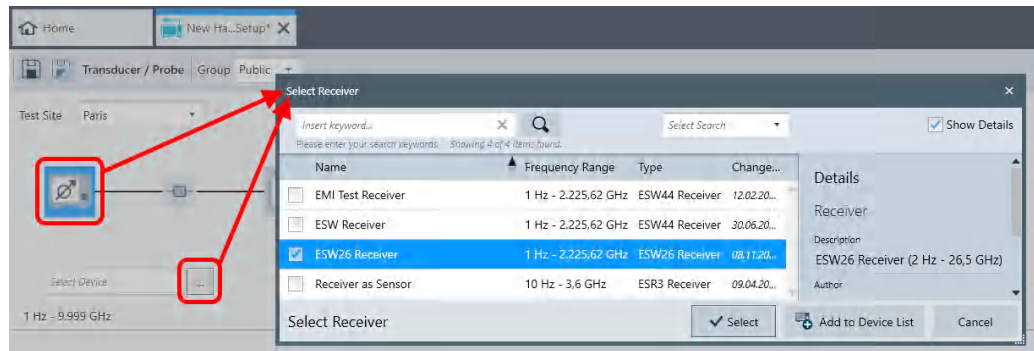 Home
New Ha...Setup*
Transducer / Probe Group Public
Select Receiver
Test Site Paris
Insert keyword...
Select Search
Show Details
Please enter your search keywords. Showing 4 of 4 items found.
Name Frequency Range Type Change...
EMI Test Receiver 1 Hz - 2.225,62 GHz ESW44 Receiver 12.02.20...
ESW Receiver 1 Hz - 2.225,62 GHz ESW44 Receiver 30.06.20...
ESW26 Receiver 1 Hz - 2.225,62 GHz ESW26 Receiver 08.11.20...
Receiver as Sensor 10 Hz - 3,6 GHz ESR3 Receiver 09.04.20...
Details
Receiver
Description
ESW26 Receiver (2 Hz - 26,5 GHz)
Author
Select Device ...
1 Hz - 9.999 GHz
Select Receiver
Select
Add to Device List
Cancel